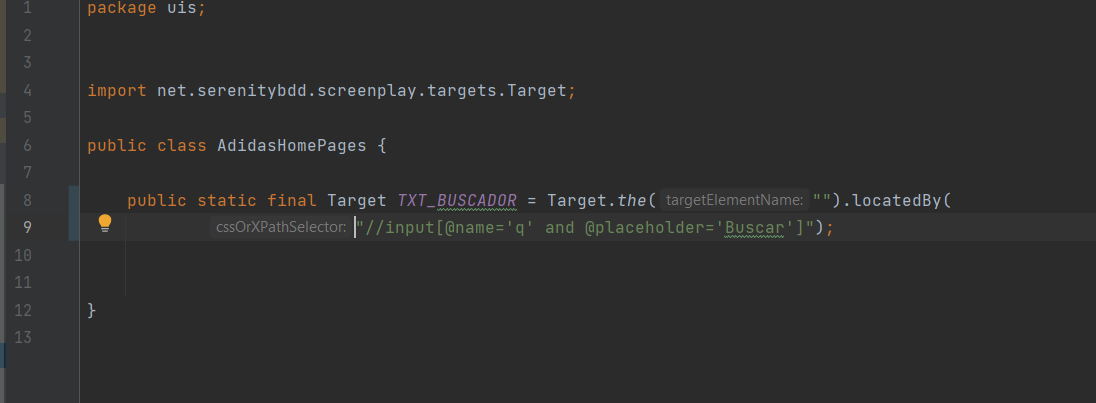 1 package uis;
2
3
4 import net.serenitybdd.screenplay.targets.Target;
5
6 public class AdidasHomePages {
7
8 public static final Target TXT_BUSCADOR = Target.the( targetElementName: "").locatedBy(
9 cssOrXPathSelector: "//input[@name='q' and @placeholder='Buscar']");
10
11
12 }
13